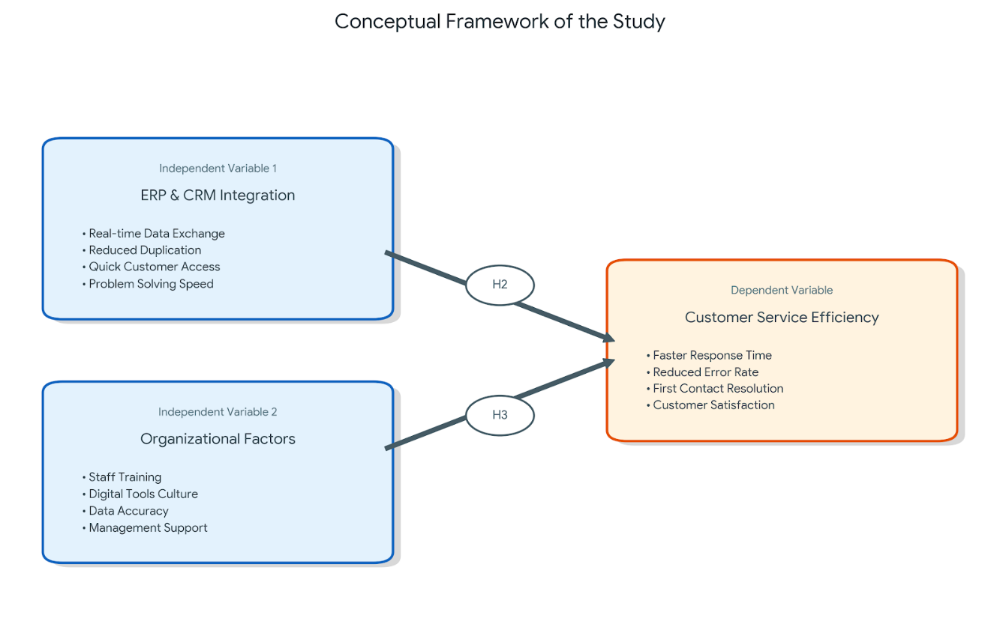 Conceptual Framework of the Study
Independent Variable 1
ERP & CRM Integration
• Real-time Data Exchange
• Reduced Duplication
• Quick Customer Access
• Problem Solving Speed
H2
Dependent Variable
Customer Service Efficiency
• Faster Response Time
• Reduced Error Rate
• First Contact Resolution
• Customer Satisfaction
Independent Variable 2
Organizational Factors
• Staff Training
• Digital Tools Culture
• Data Accuracy
• Management Support
H3